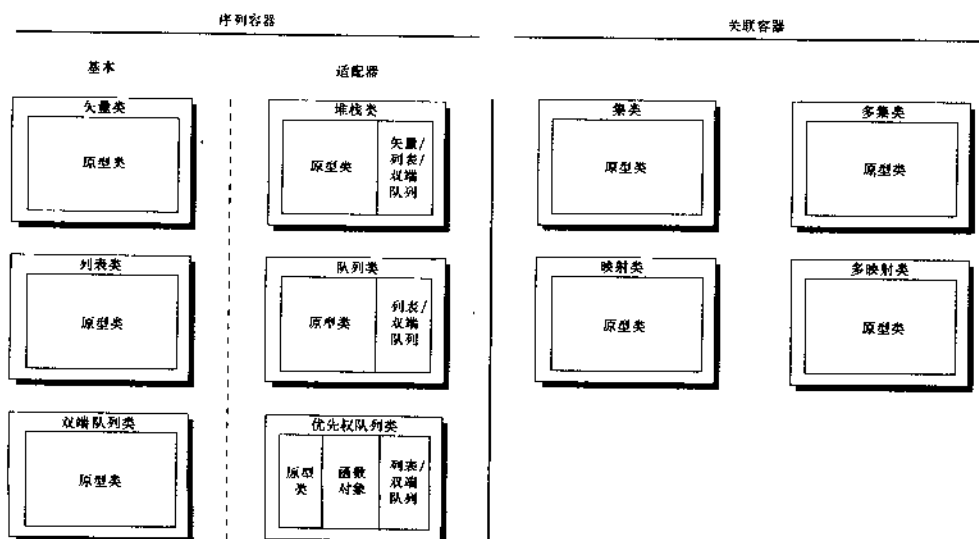 序列容器
关联容器
基本
适配器
矢量类
原型类
堆栈类
原型类
矢量/
列表/
双端
队列
集类
原型类
多集类
原型类
列表类
原型类
队列类
原型类
列表/
双端
队列
映射类
原型类
多映射类
原型类
双端队列类
原型类
优先权队列类
原型
类
函数
对象
列表/
双端
队列